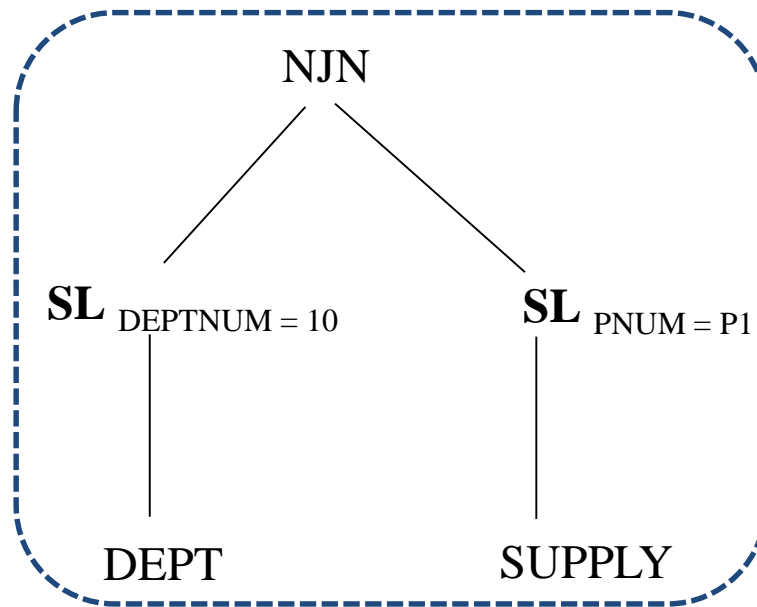 NJN
SL DEPTNUM = 10
SL PNUM = P1
DEPT
SUPPLY